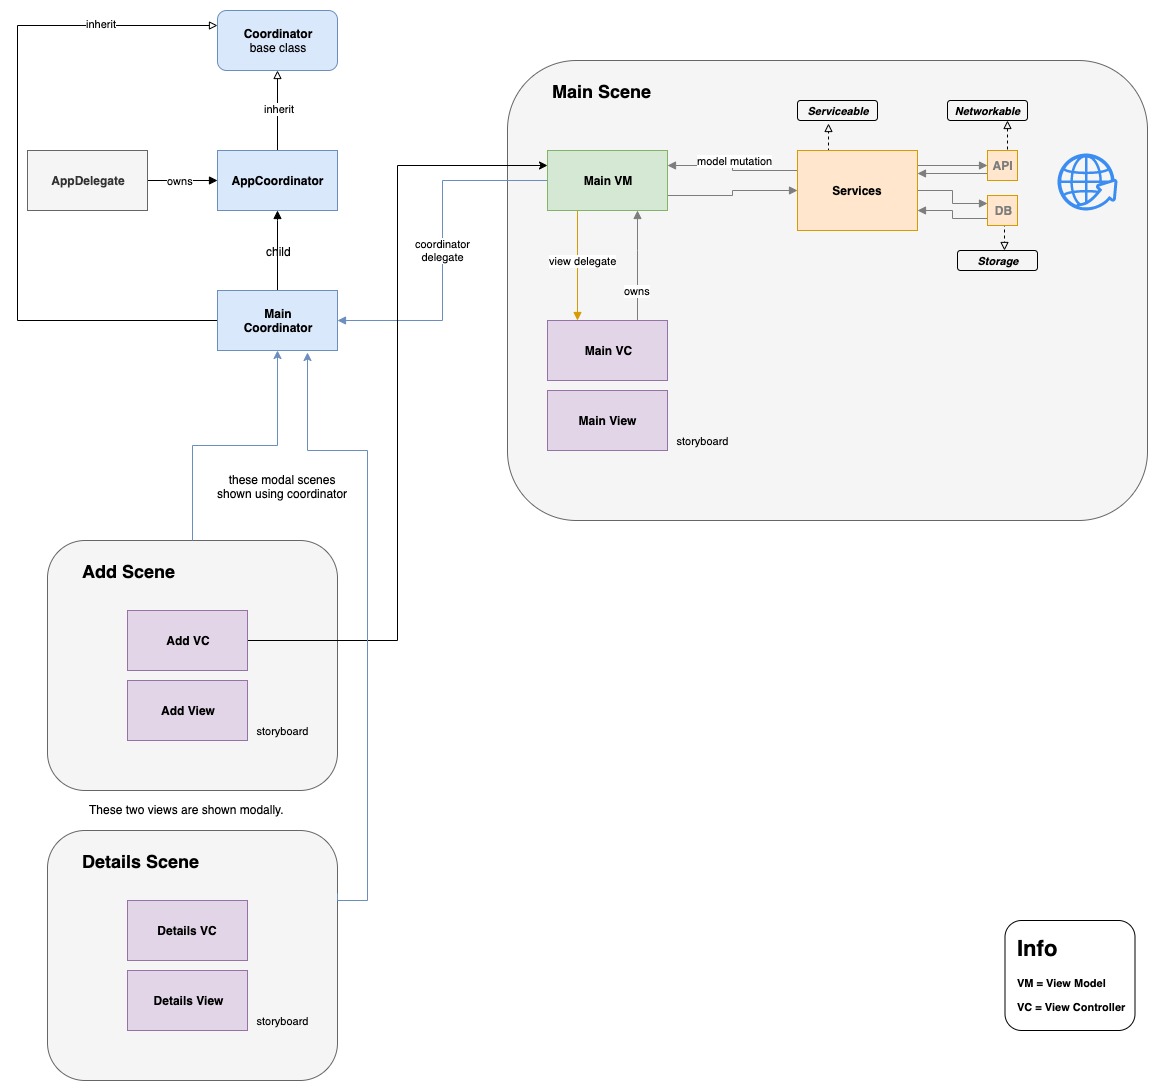 inherit
Coordinator
base class
inherit
AppDelegate
owns
AppCoordinator
child
Main
Coordinator
coordinator
delegate
these modal scenes
shown using coordinator
Main Scene
Serviceable
Networkable
Main VM
model mutation
Services
API
DB
Storage
view delegate
owns
Main VC
Main View
storyboard
Add Scene
Add VC
Add View
storyboard
These two views are shown modally.
Details Scene
Details VC
Details View
storyboard
Info
VM = View Model
VC = View Controller